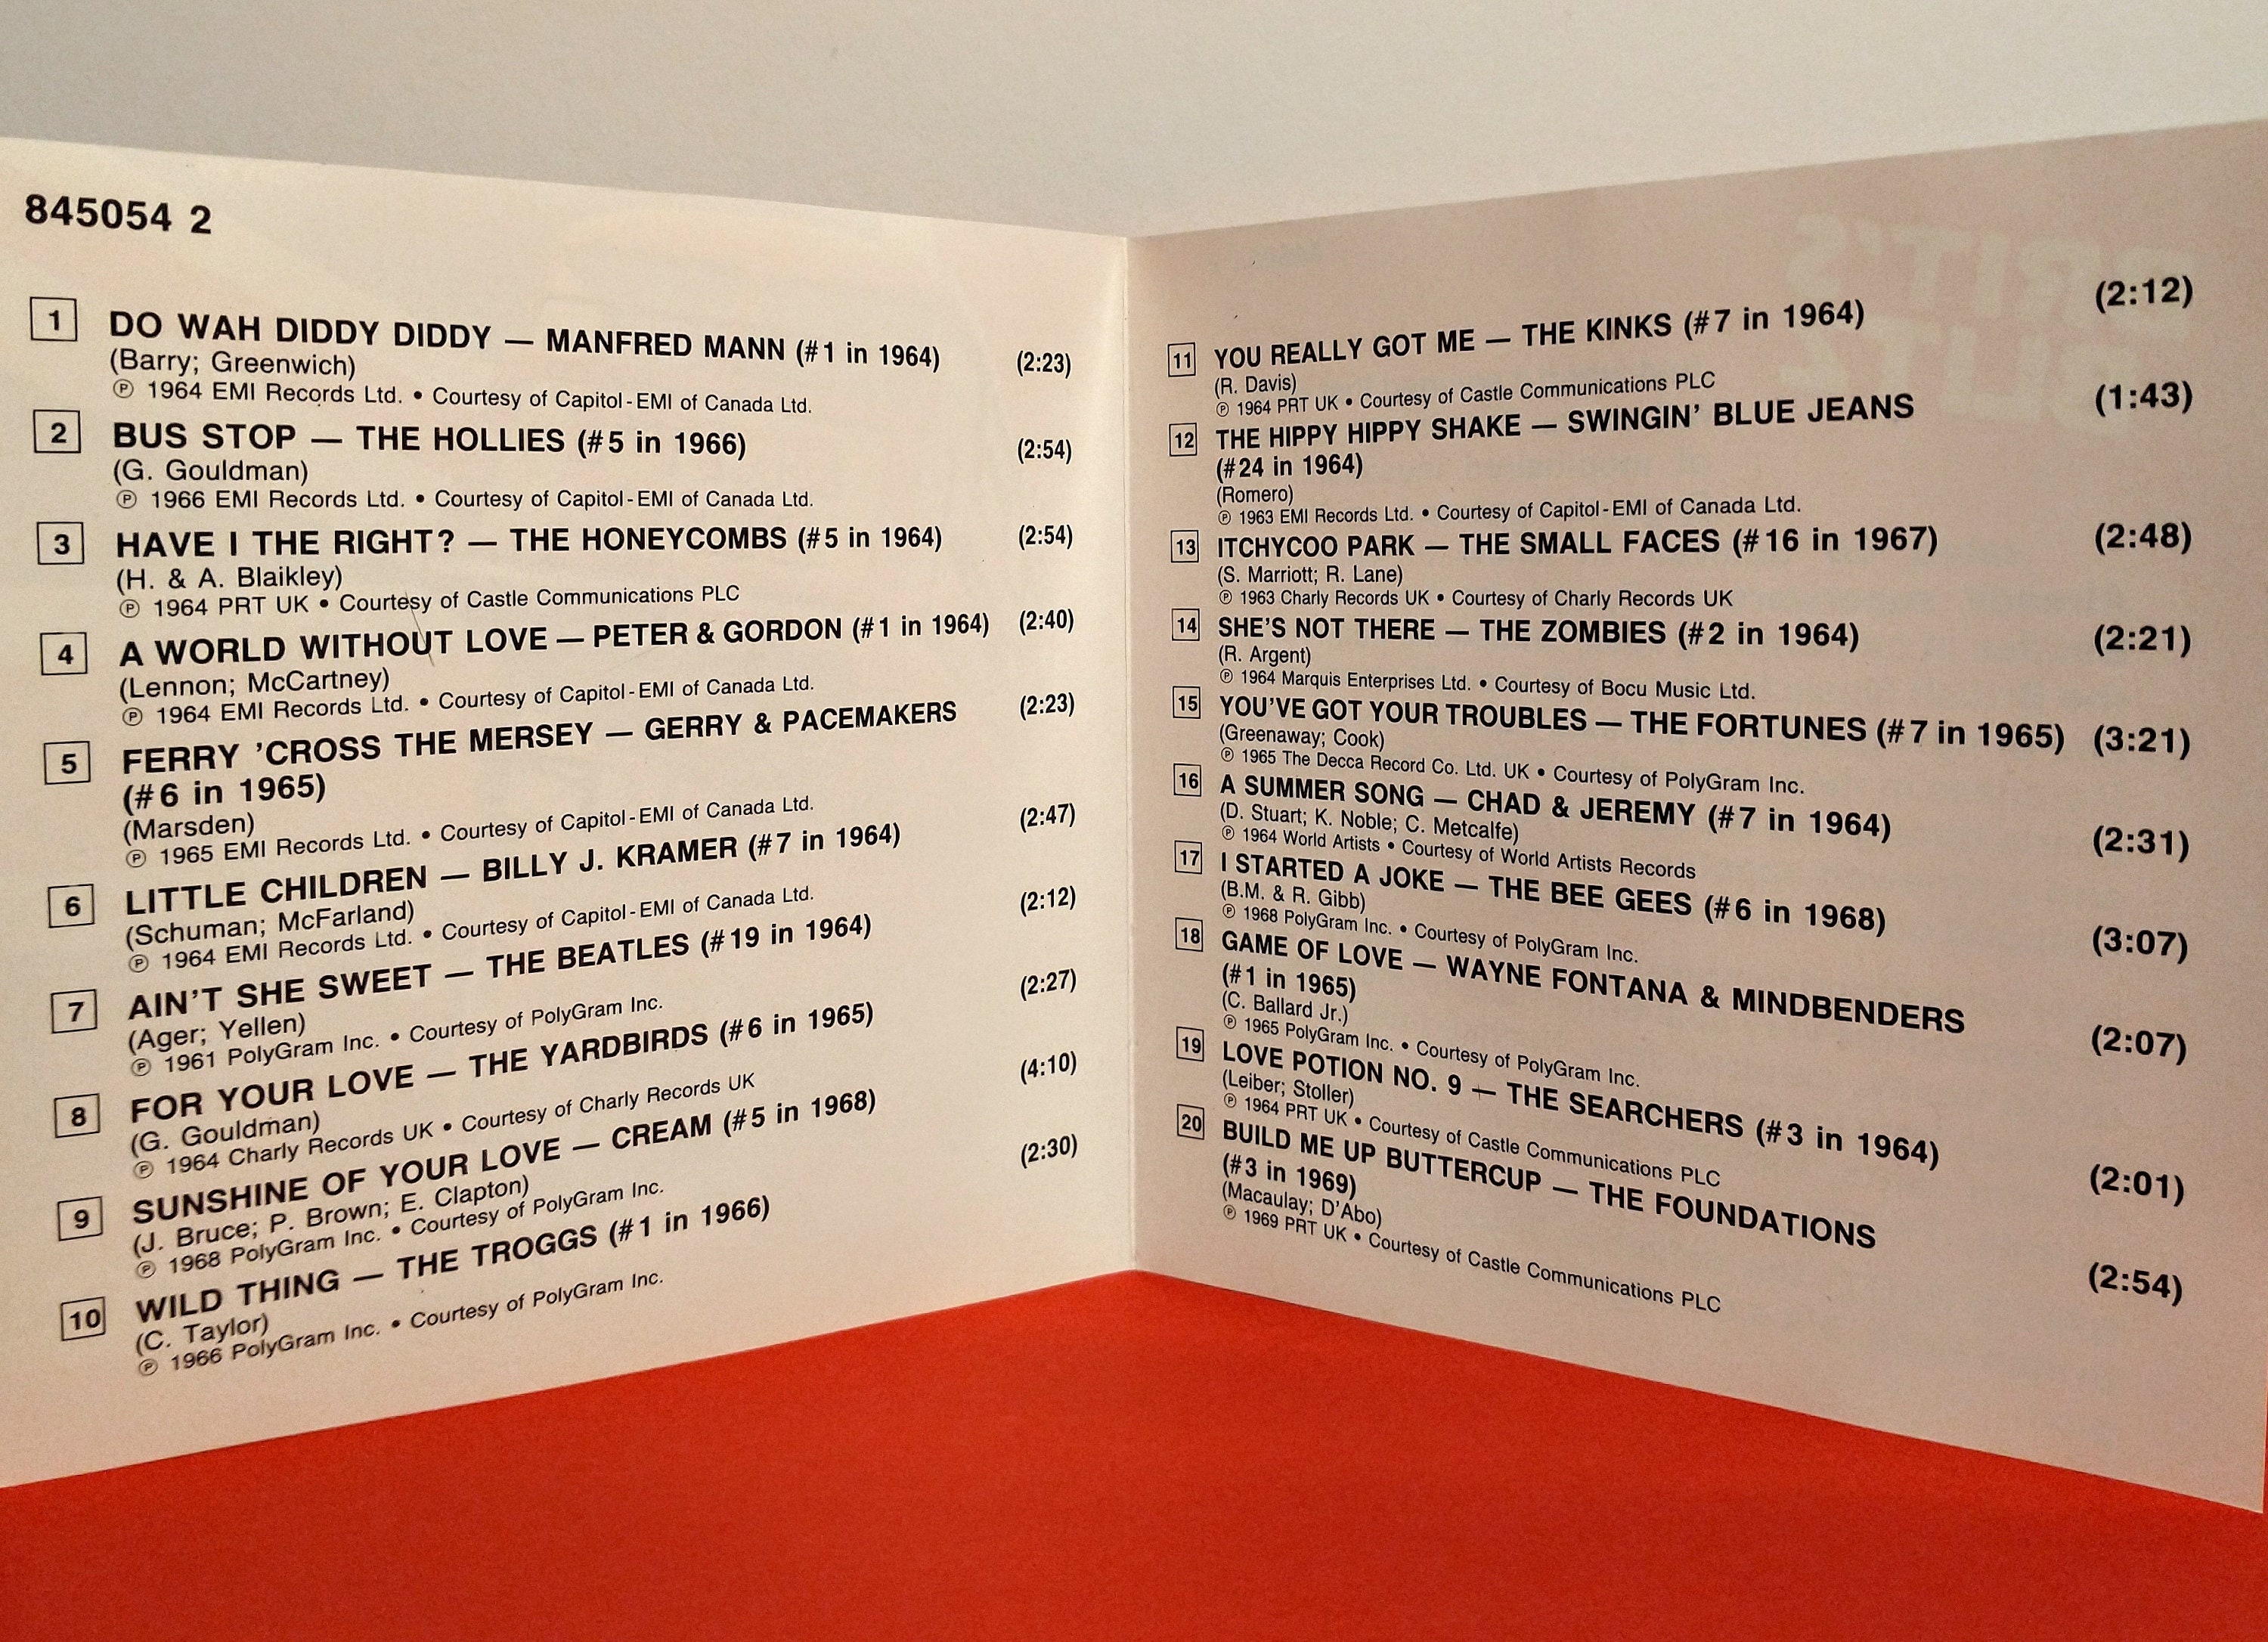 845054 2
1 DO WAH DIDDY DIDDY — MANFRED MANN (#1 in 1964) (2:23)
(Barry; Greenwich)
℗ 1964 EMI Records Ltd. • Courtesy of Capitol-EMI of Canada Ltd.
2 BUS STOP — THE HOLLIES (#5 in 1966) (2:54)
(G. Gouldman)
℗ 1966 EMI Records Ltd. • Courtesy of Capitol-EMI of Canada Ltd.
3 HAVE I THE RIGHT? — THE HONEYCOMBS (#5 in 1964) (2:54)
(H. & A. Blaikley)
℗ 1964 PRT UK • Courtesy of Castle Communications PLC
4 A WORLD WITHOUT LOVE — PETER & GORDON (#1 in 1964) (2:40)
(Lennon; McCartney)
℗ 1964 EMI Records Ltd. • Courtesy of Capitol-EMI of Canada Ltd.
5 FERRY 'CROSS THE MERSEY — GERRY & PACEMAKERS (2:23)
(#6 in 1965)
(Marsden)
℗ 1965 EMI Records Ltd. • Courtesy of Capitol-EMI of Canada Ltd.
6 LITTLE CHILDREN — BILLY J. KRAMER (#7 in 1964) (2:47)
(Schuman; McFarland)
℗ 1964 EMI Records Ltd. • Courtesy of Capitol-EMI of Canada Ltd.
7 AIN'T SHE SWEET — THE BEATLES (#19 in 1964) (2:12)
(Ager; Yellen)
℗ 1961 PolyGram Inc. • Courtesy of PolyGram Inc.
8 FOR YOUR LOVE — THE YARDBIRDS (#6 in 1965) (2:27)
(G. Gouldman)
℗ 1964 Charly Records UK • Courtesy of Charly Records UK
9 SUNSHINE OF YOUR LOVE — CREAM (#5 in 1968) (4:10)
(J. Bruce; P. Brown; E. Clapton)
℗ 1968 PolyGram Inc. • Courtesy of PolyGram Inc.
10 WILD THING — THE TROGGS (#1 in 1966) (2:30)
(C. Taylor)
℗ 1966 PolyGram Inc. • Courtesy of PolyGram Inc.
11 YOU REALLY GOT ME — THE KINKS (#7 in 1964) (2:12)
(R. Davis)
℗ 1964 PRT UK • Courtesy of Castle Communications PLC
12 THE HIPPY HIPPY SHAKE — SWINGIN' BLUE JEANS (1:43)
(#24 in 1964)
(Romero)
℗ 1963 EMI Records Ltd. • Courtesy of Capitol-EMI of Canada Ltd.
13 ITCHYCOO PARK — THE SMALL FACES (#16 in 1967) (2:48)
(S. Marriott; R. Lane)
℗ 1963 Charly Records UK • Courtesy of Charly Records UK
14 SHE'S NOT THERE — THE ZOMBIES (#2 in 1964) (2:21)
(R. Argent)
℗ 1964 Marquis Enterprises Ltd. • Courtesy of Bocu Music Ltd.
15 YOU'VE GOT YOUR TROUBLES — THE FORTUNES (#7 in 1965) (3:21)
(Greenaway; Cook)
℗ 1965 The Decca Record Co. Ltd. UK • Courtesy of PolyGram Inc.
16 A SUMMER SONG — CHAD & JEREMY (#7 in 1964) (2:31)
(D. Stuart; K. Noble; C. Metcalfe)
℗ 1964 World Artists • Courtesy of World Artists Records
17 I STARTED A JOKE — THE BEE GEES (#6 in 1968) (3:07)
(B.M. & R. Gibb)
℗ 1968 PolyGram Inc. • Courtesy of PolyGram Inc.
18 GAME OF LOVE — WAYNE FONTANA & MINDBENDERS (2:07)
(#1 in 1965)
(C. Ballard Jr.)
℗ 1965 PolyGram Inc. • Courtesy of PolyGram Inc.
19 LOVE POTION NO. 9 — THE SEARCHERS (#3 in 1964) (2:01)
(Leiber; Stoller)
℗ 1964 PRT UK • Courtesy of Castle Communications PLC
20 BUILD ME UP BUTTERCUP — THE FOUNDATIONS (2:54)
(#3 in 1969)
(Macaulay; D'Abo)
℗ 1969 PRT UK • Courtesy of Castle Communications PLC